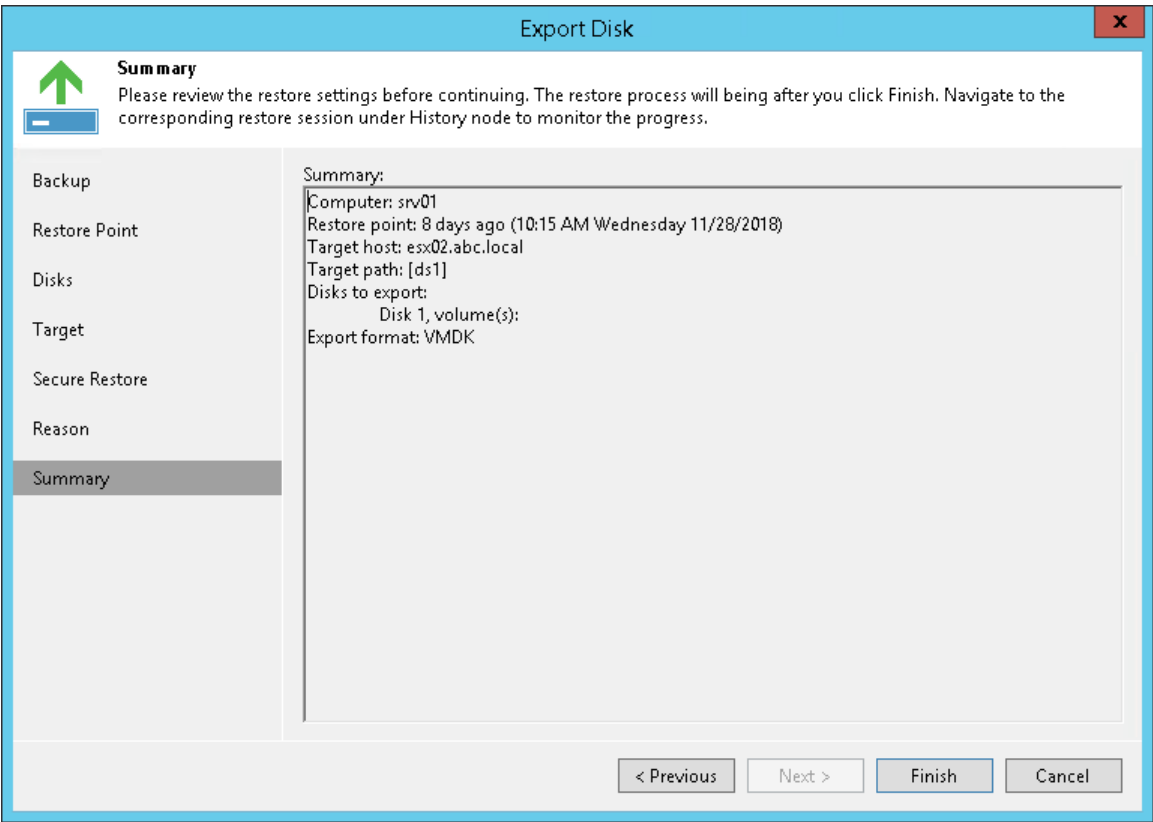 Export Disk
x
Summary
Please review the restore settings before continuing. The restore process will being after you click Finish. Navigate to the
corresponding restore session under History node to monitor the progress.
Backup
Restore Point
Disks
Target
Secure Restore
Reason
Summary
Summary:
Computer: srv01
Restore point: 8 days ago (10:15 AM Wednesday 11/28/2018)
Target host: esx02.abc.local
Target path: [ds1]
Disks to export:
Disk 1, volume(s):
Export format: VMDK
< Previous
Next >
Finish
Cancel